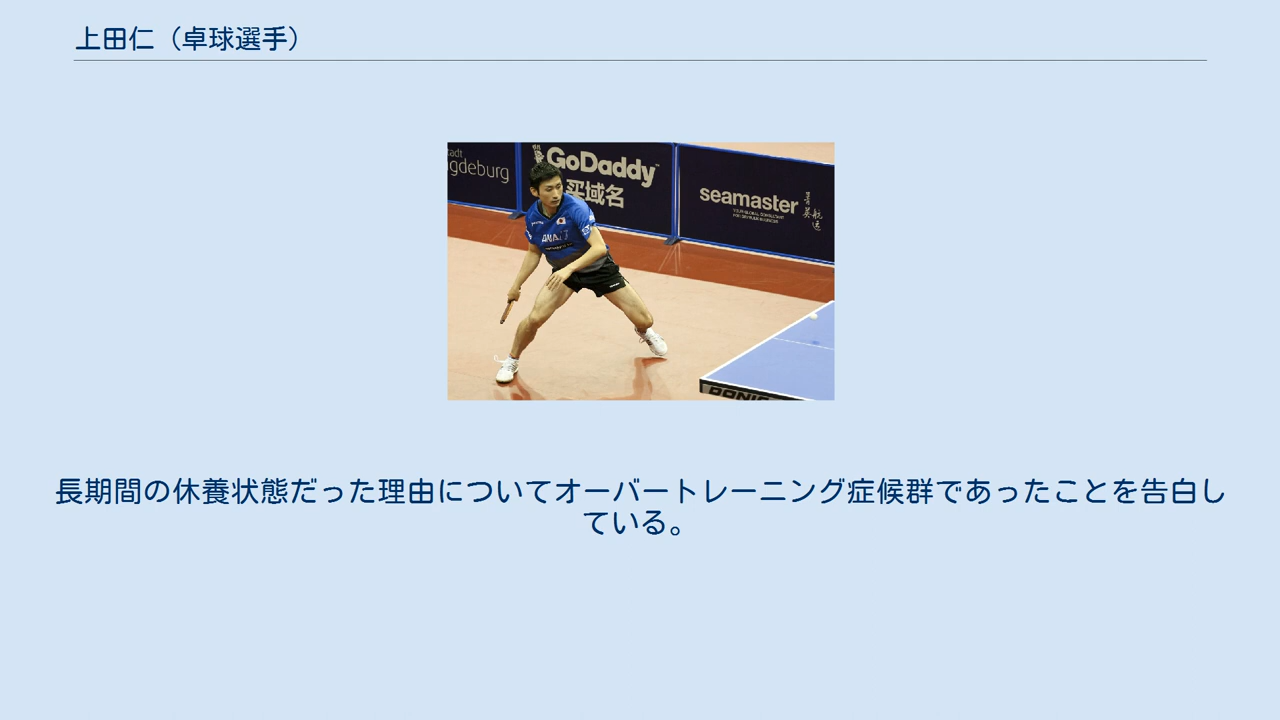 上田仁（卓球選手）
adt
gdeburg
GoDaddy
买域名
seamaster
長期間の休養状態だった理由についてオーバートレーニング症候群であったことを告白し
ている。